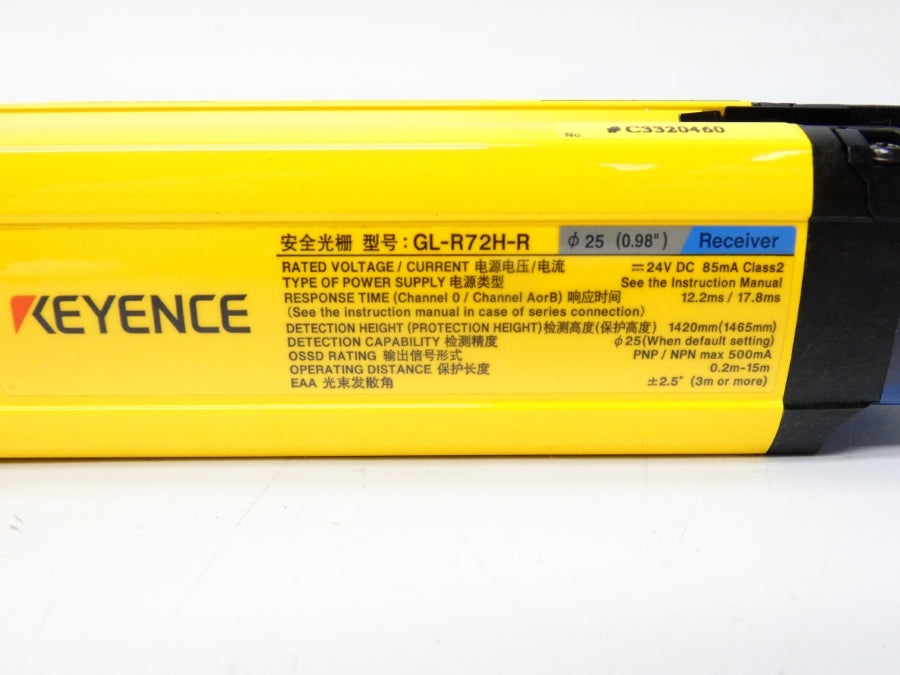 No. #C3320460
安全光栅 型号: GL-R72H-R φ25 (0.98") Receiver
RATED VOLTAGE / CURRENT 电源电压/电流 ⎓24V DC 85mA Class2
TYPE OF POWER SUPPLY 电源类型 See the Instruction Manual
RESPONSE TIME (Channel 0 / Channel AorB) 响应时间 12.2ms / 17.8ms
(See the instruction manual in case of series connection)
DETECTION HEIGHT (PROTECTION HEIGHT)检测高度(保护高度) 1420mm(1465mm)
DETECTION CAPABILITY 检测精度 φ25(When default setting)
OSSD RATING 输出信号形式 PNP / NPN max 500mA
OPERATING DISTANCE 保护长度 0.2m-15m
EAA 光束发散角 ±2.5° (3m or more)
KEYENCE